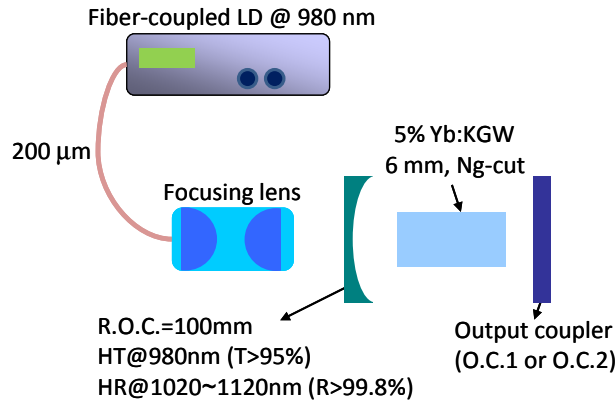 Fiber-coupled LD @ 980 nm
200 μm
Focusing lens
5% Yb:KGW
6 mm, Ng-cut
R.O.C.=100mm
HT@980nm (T>95%)
HR@1020~1120nm (R>99.8%)
Output coupler
(O.C.1 or O.C.2)